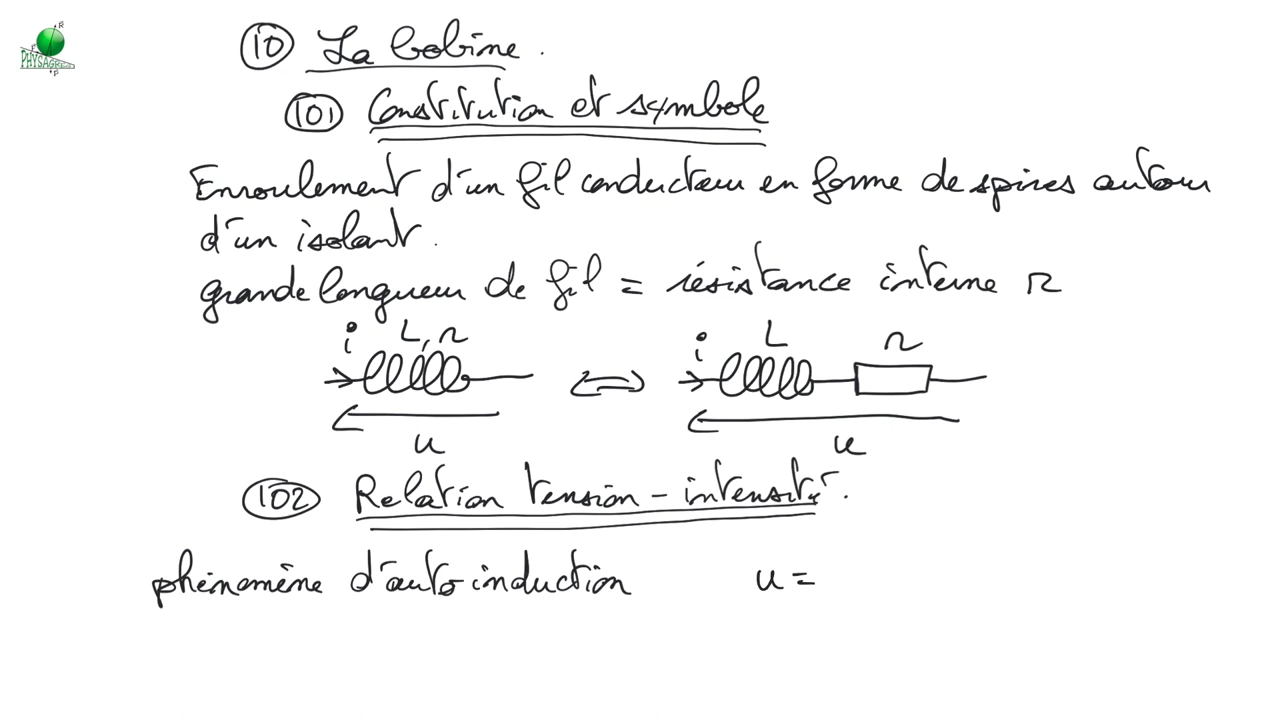 PHYSAGREG
10 La bobine.
101 Constitution et symbole
Enroulement d'un fil conducteur en forme de spires autour
d'un isolant.
grande longueur de fil = résistance interne r
i L, r i L r
u u
102 Relation tension - intensité.
phénomène d'auto induction u =